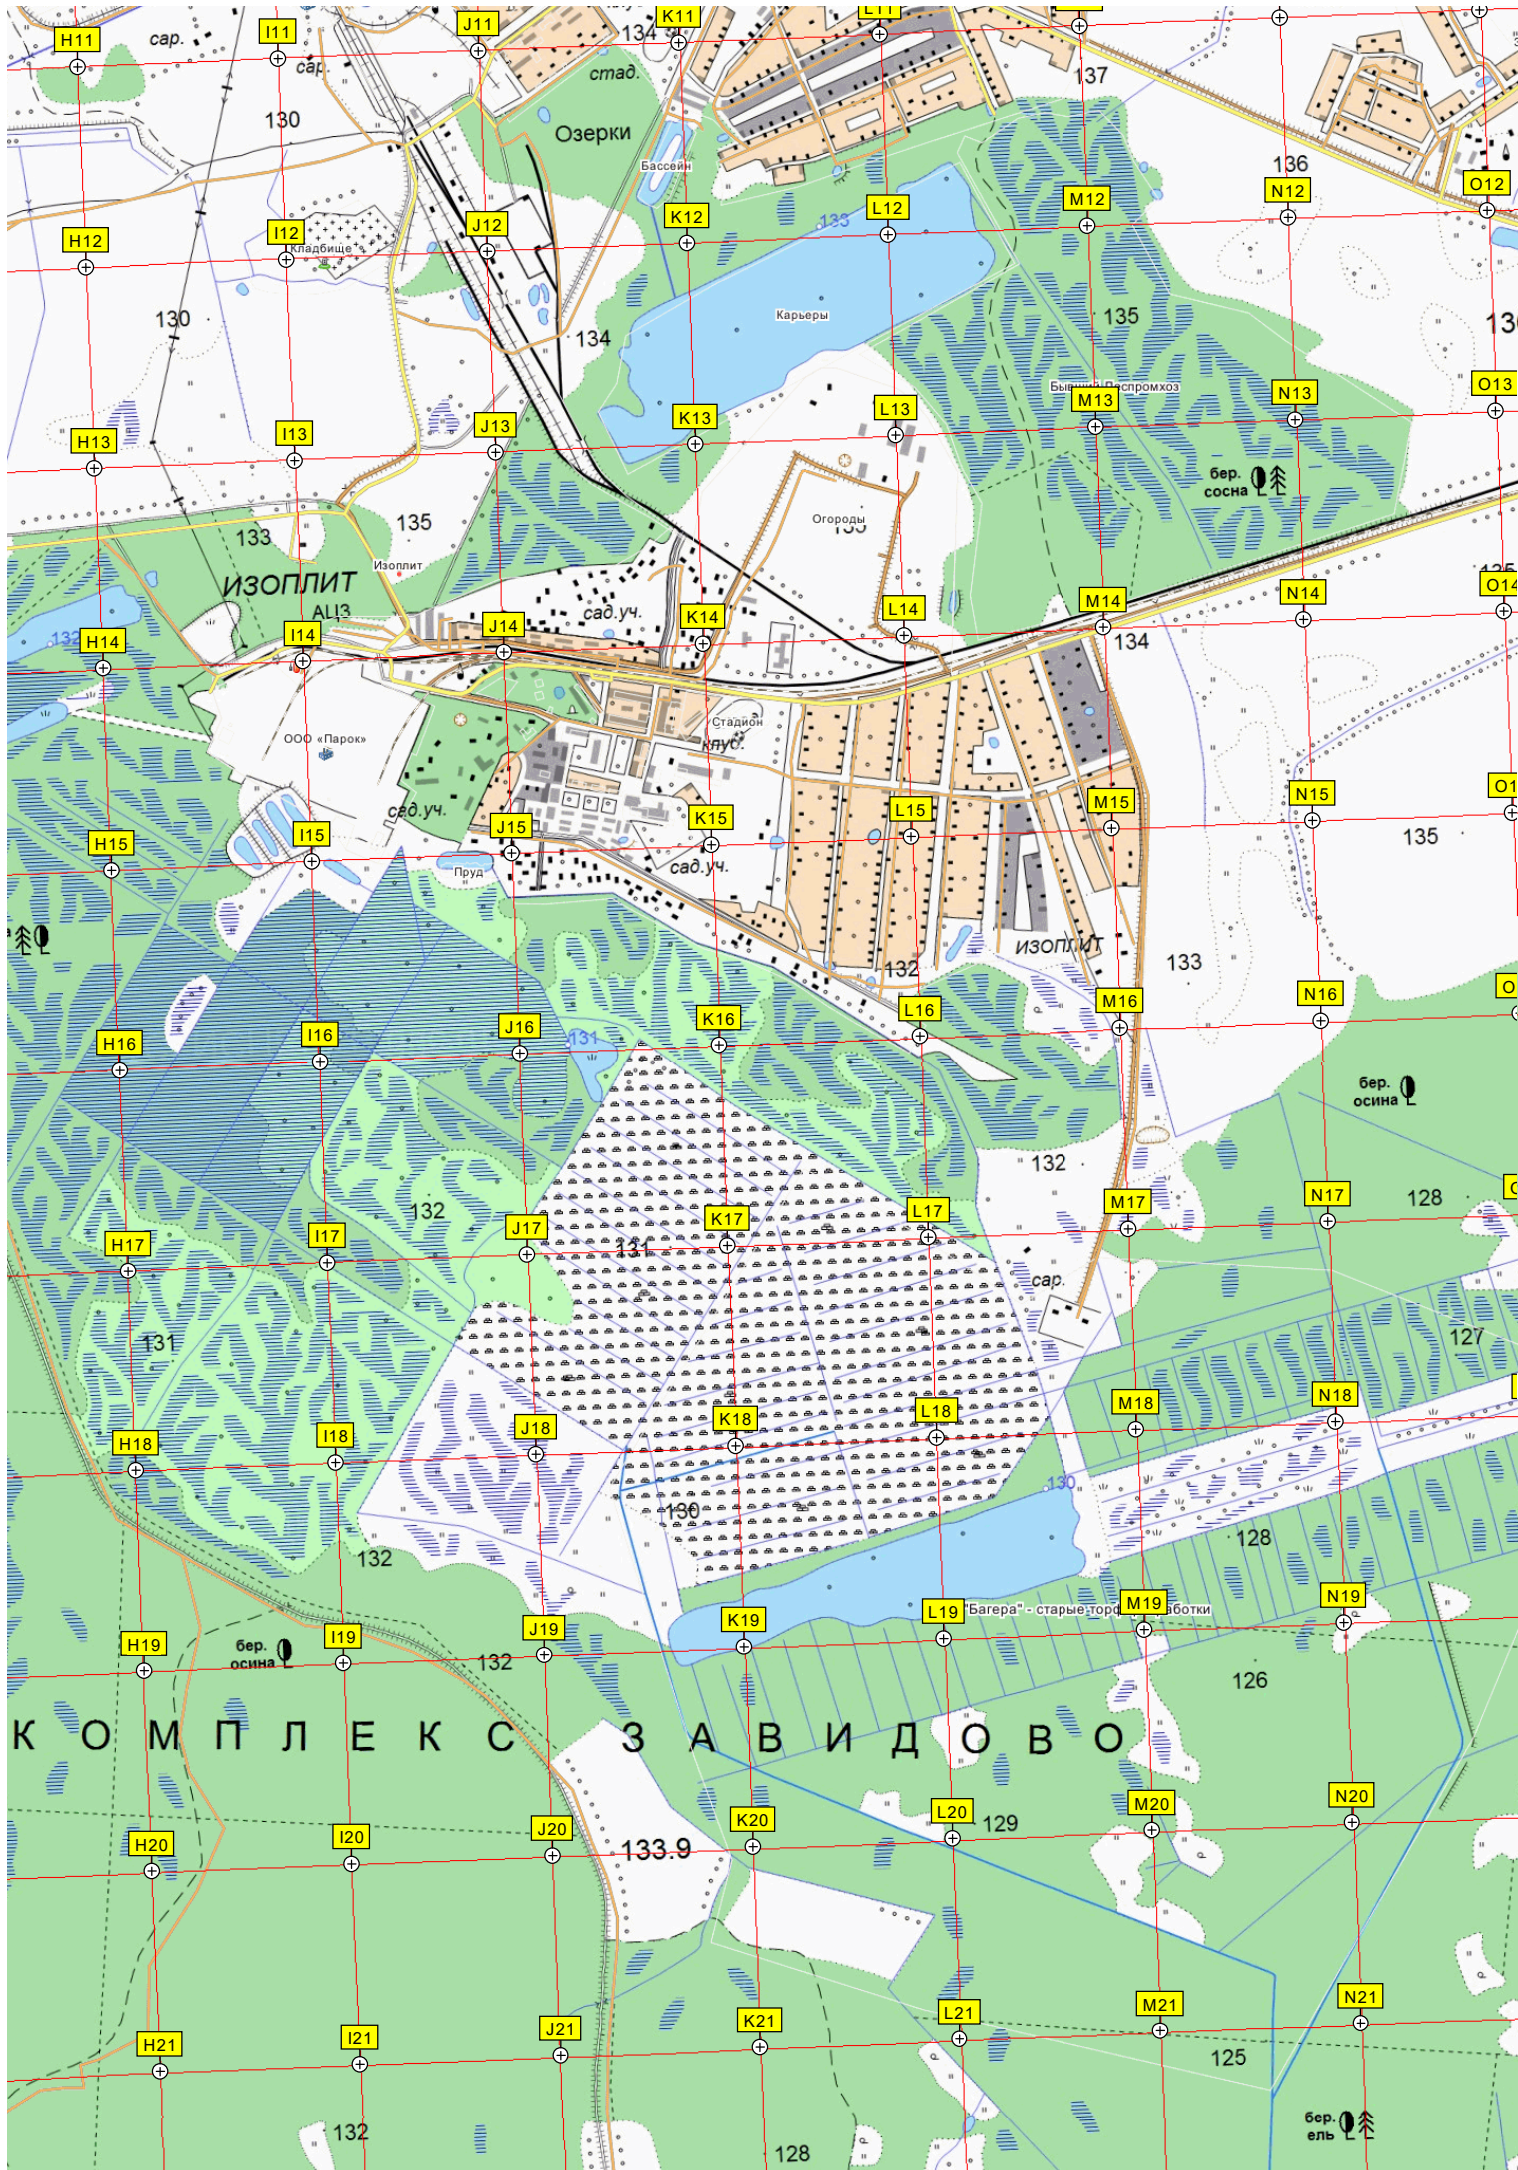 H11
сар.
I11
сар.
J11
134
K11
L11
стад.
137
130
Озерки
Бассейн
136
H12
I12
Кладбище
J12
K12
133
L12
M12
N12
O12
130
134
Карьеры
135
Бывший
H13
I13
J13
K13
L13
M13
N13
O13
бер.
сосна
133
135
Огороды
Изоплит
ИЗОПЛИТ
АЦЗ
сад.уч.
132
H14
I14
J14
K14
L14
M14
134
N14
O14
ООО «Парок»
Стадион
клуб.
сад.уч.
H15
I15
J15
K15
L15
M15
N15
135
Пруд
сад.уч.
132
ИЗОПЛИТ
133
H16
I16
J16
131
K16
L16
M16
N16
бер.
осина
132
132
H17
I17
J17
131
K17
L17
M17
N17
128
сар.
131
127
H18
I18
J18
K18
L18
M18
N18
130
130
128
132
H19
бер.
осина
I19
132
J19
K19
L19
"Багера" - старые
M19
N19
126
КОМПЛЕКС ЗАВИДОВО
H20
I20
J20
133.9
K20
L20
129
M20
N20
H21
I21
J21
K21
L21
M21
N21
125
132
128
бер.
ель